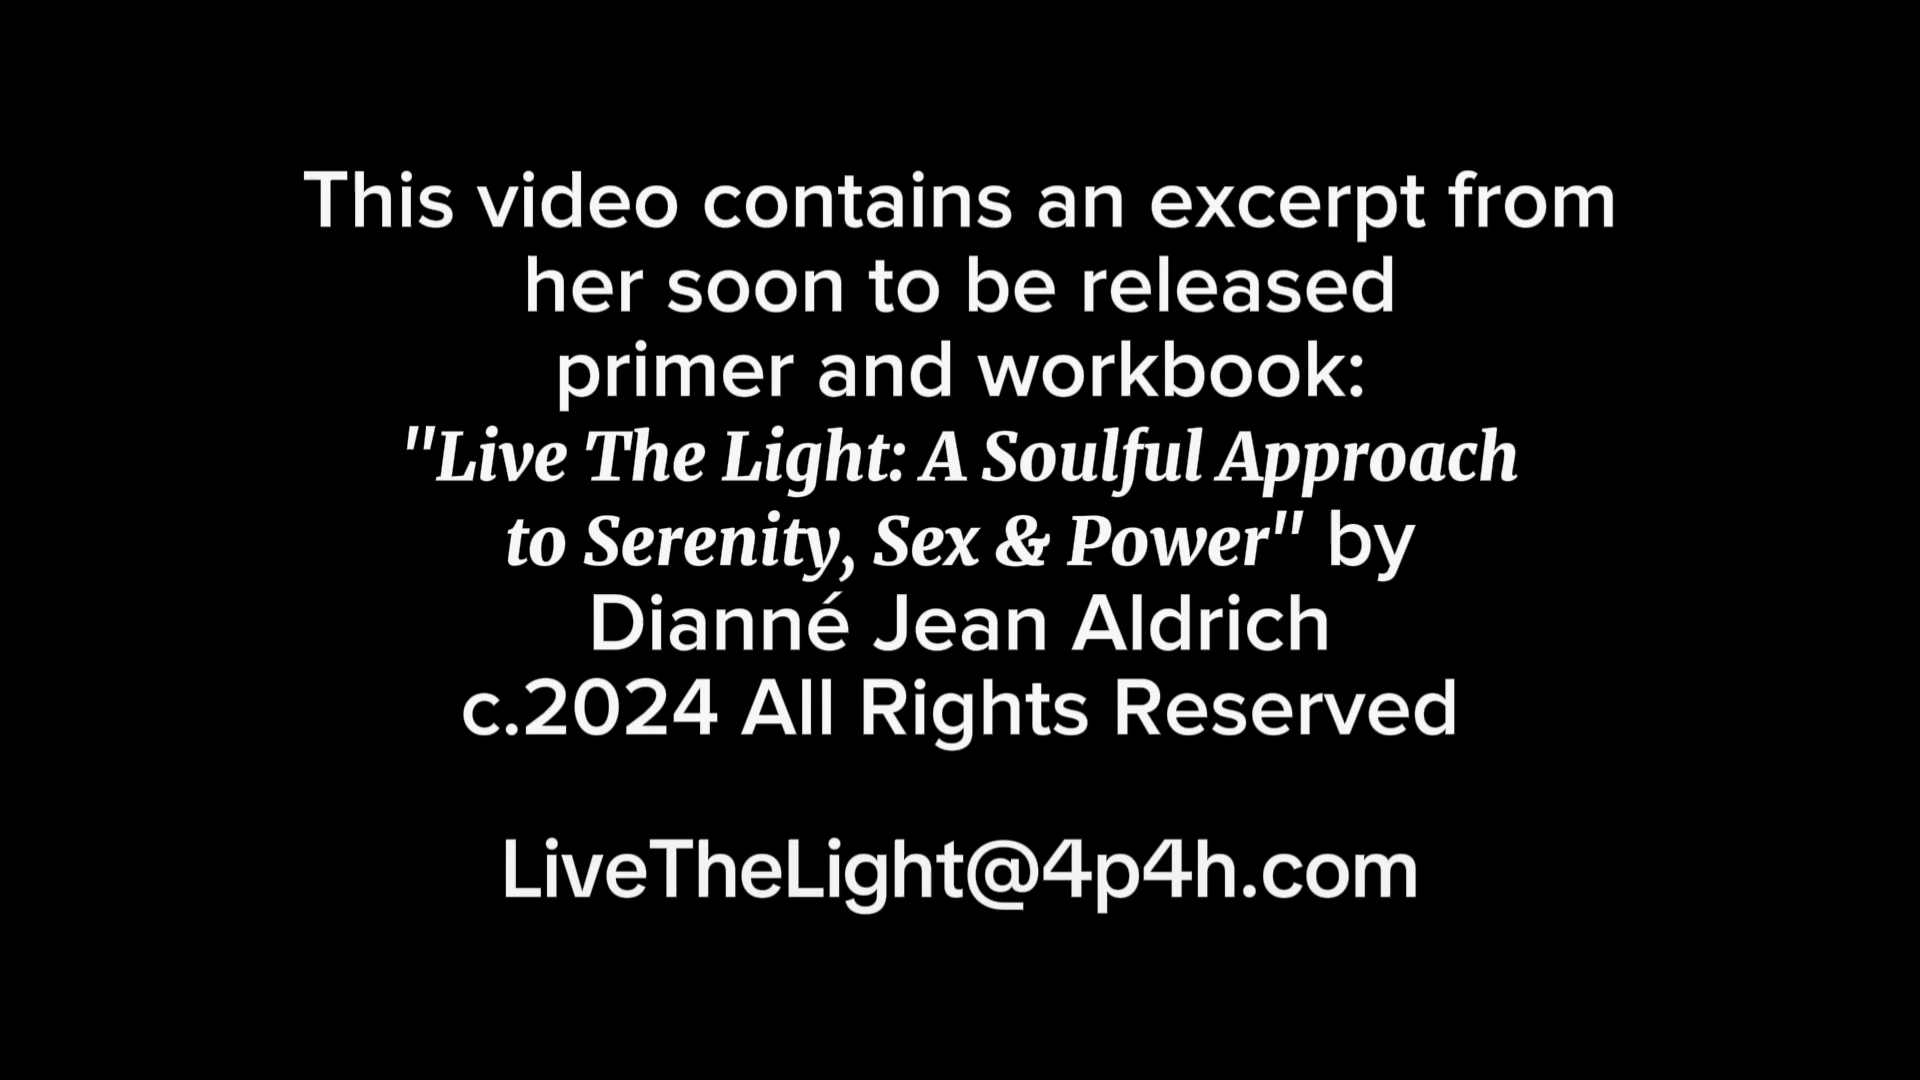 This video contains an excerpt from
her soon to be released
primer and workbook:
"Live The Light: A Soulful Approach
to Serenity, Sex & Power" by
Dianné Jean Aldrich
c.2024 All Rights Reserved
LiveTheLight@4p4h.com